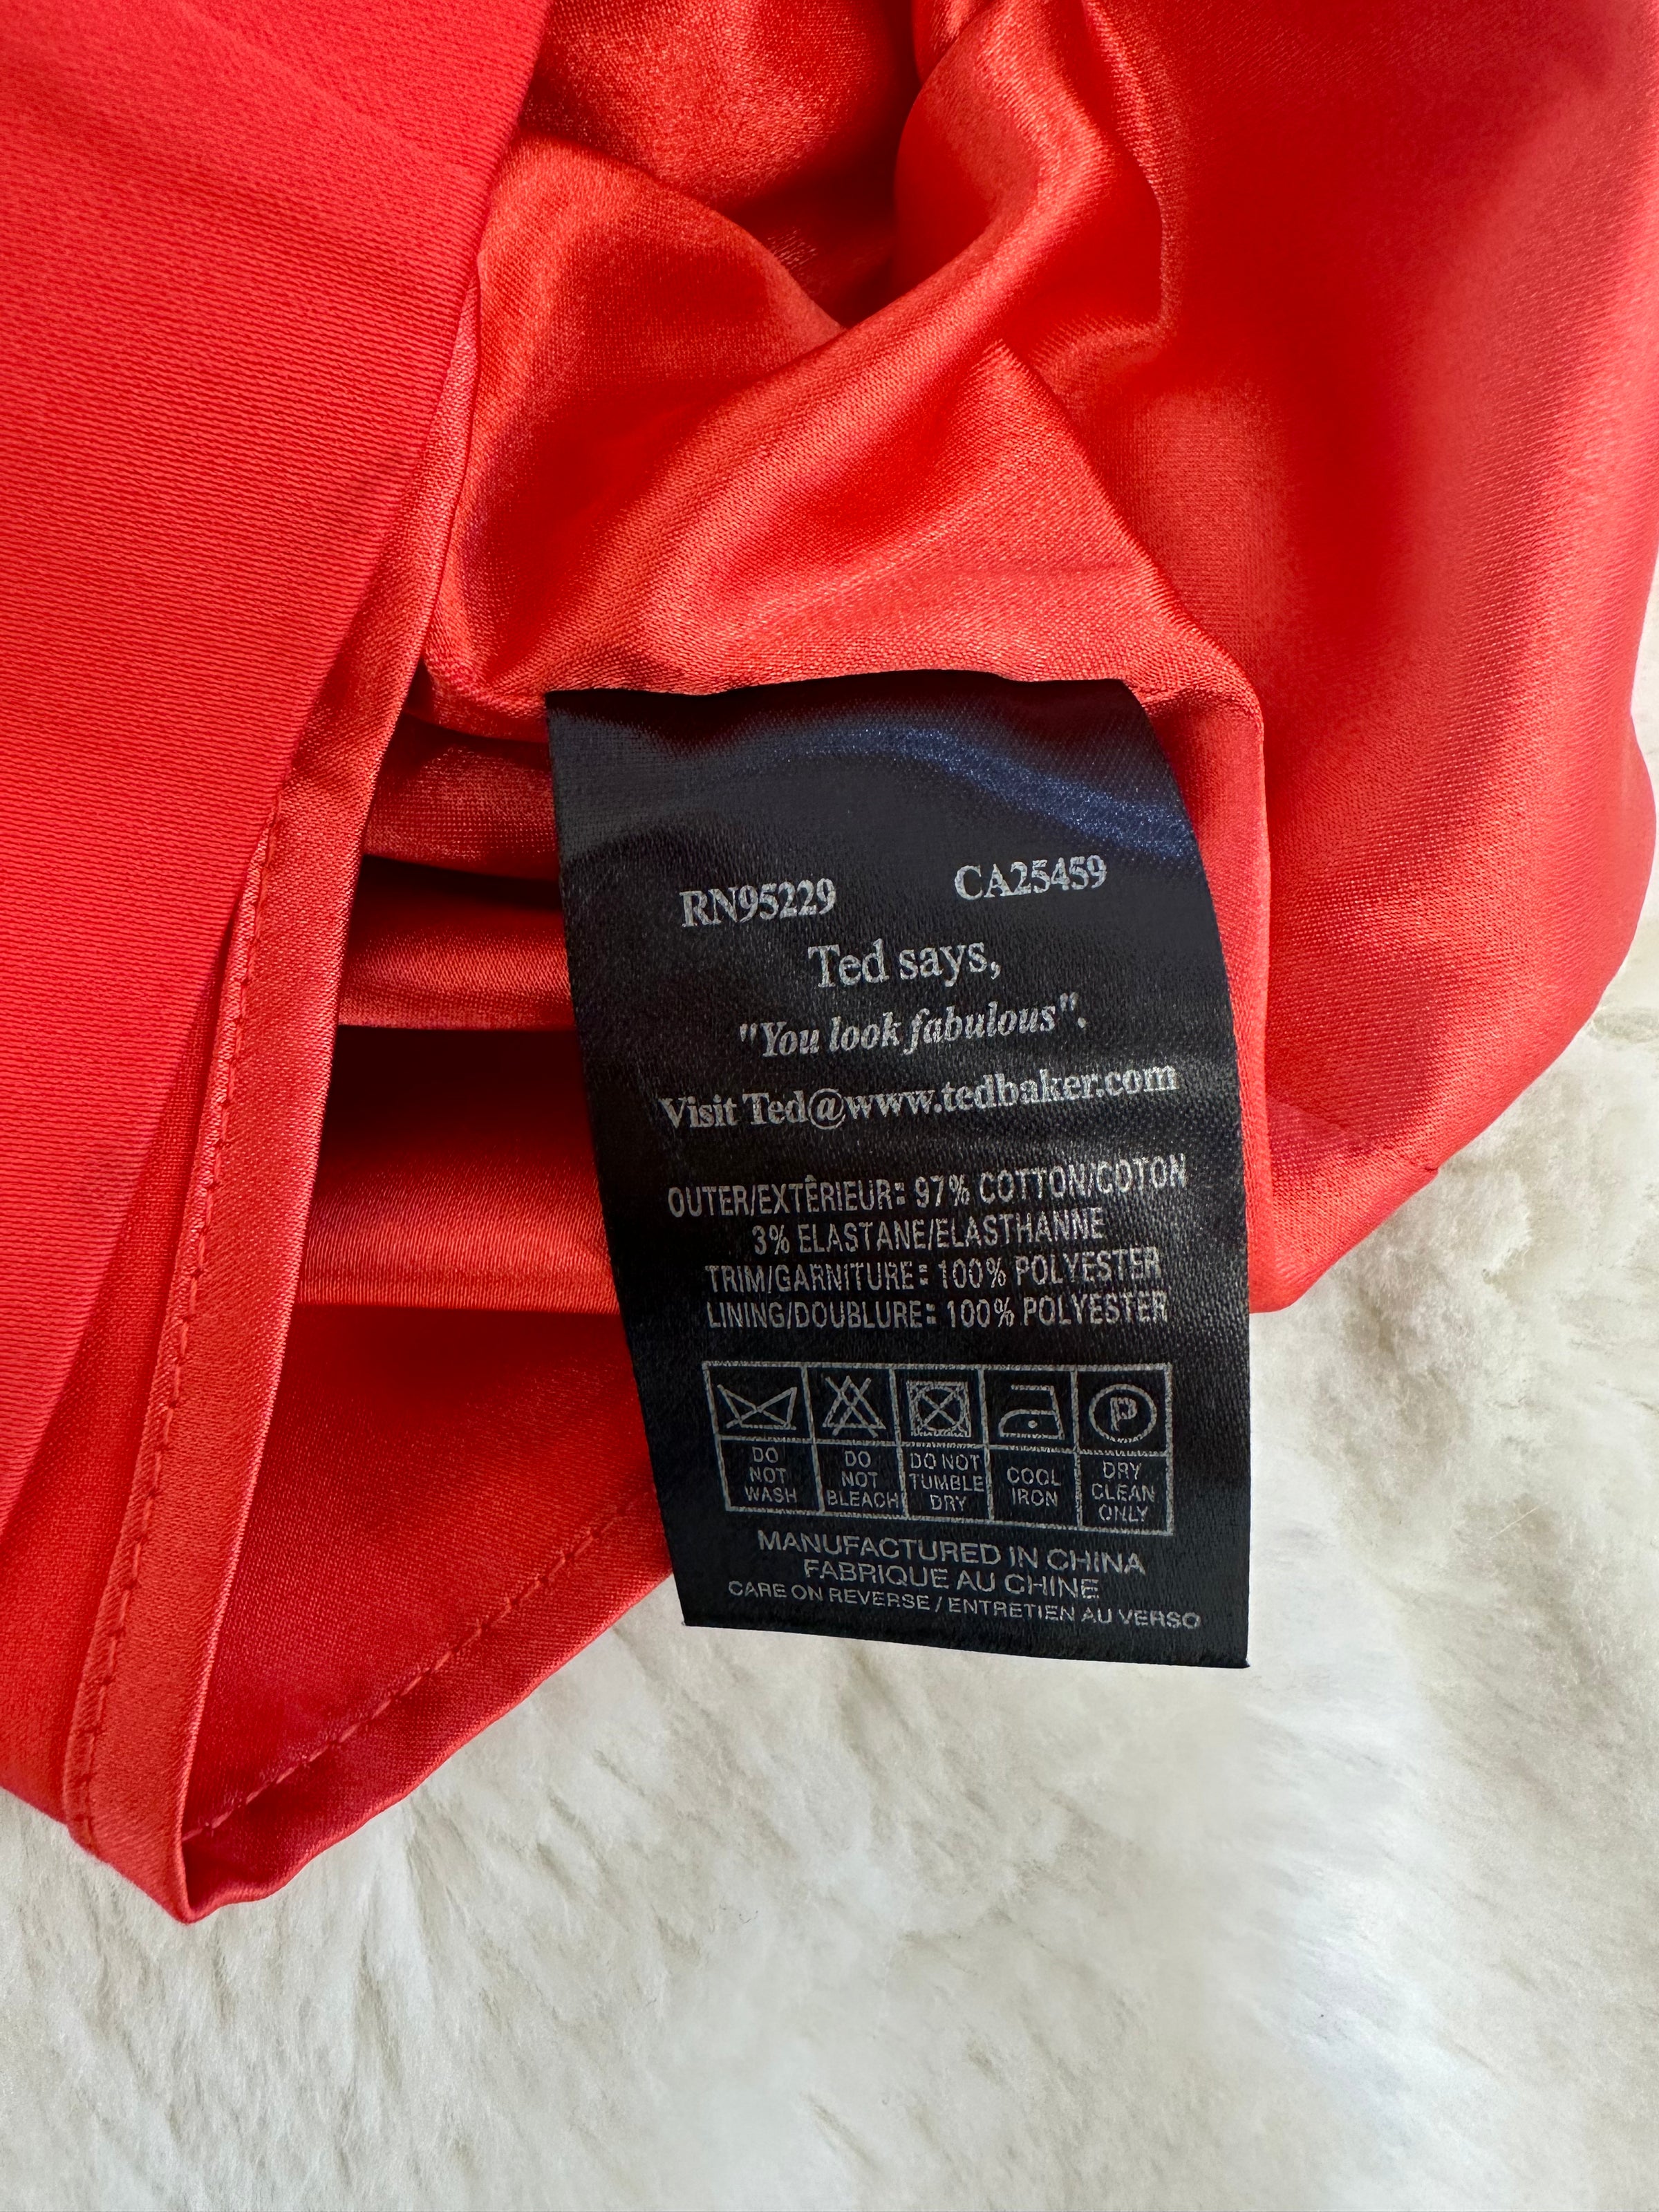 RN95229 CA25459
Ted says,
"You look fabulous".
Visit Ted@www.tedbaker.com
OUTER/EXTÊRIEUR: 97% COTTON/COTON
3% ELASTANE/ELASTHANNE
TRIM/GARNITURE: 100% POLYESTER
LINING/DOUBLURE: 100% POLYESTER
P
DO NOT WASH
DO NOT BLEACH
DO NOT TUMBLE DRY
COOL IRON
DRY CLEAN ONLY
MANUFACTURED IN CHINA
FABRIQUE AU CHINE
CARE ON REVERSE / ENTRETIEN AU VERSO